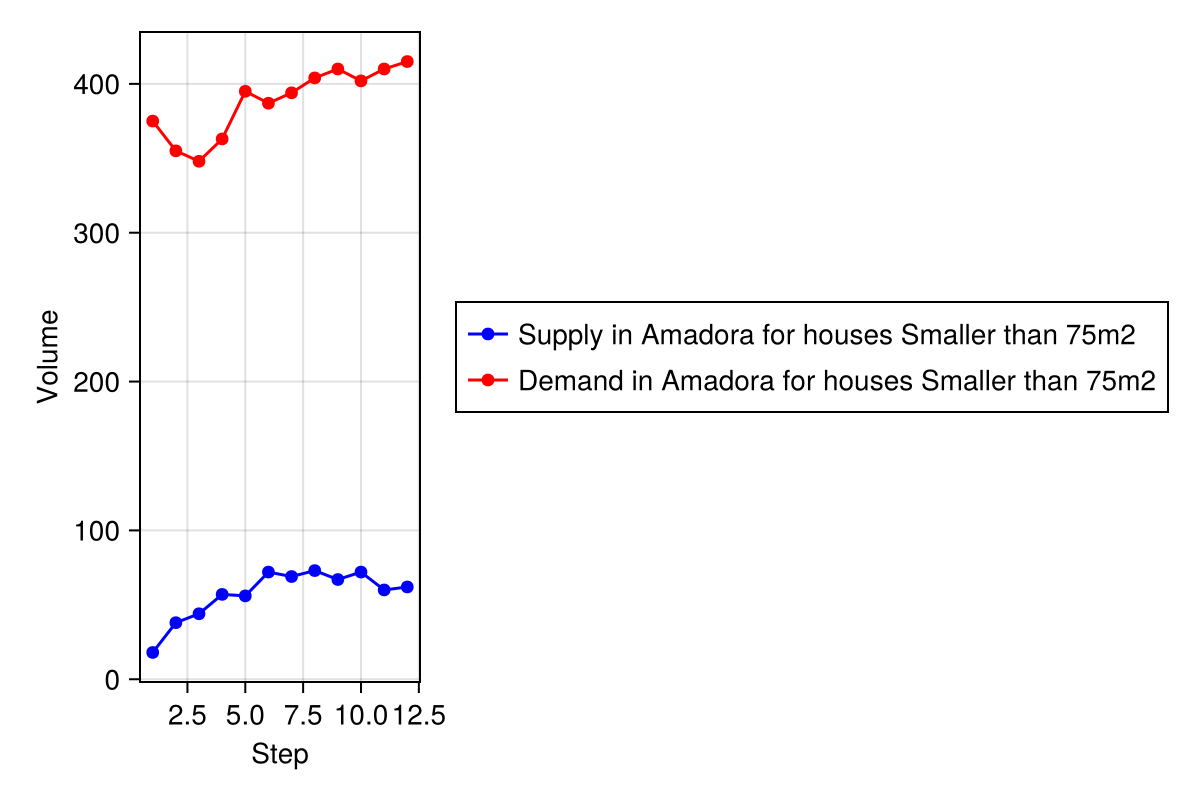 400
300
200
100
0
Volume
2.5 5.0 7.5 10.0 12.5
Step
Supply in Amadora for houses Smaller than 75m2
Demand in Amadora for houses Smaller than 75m2